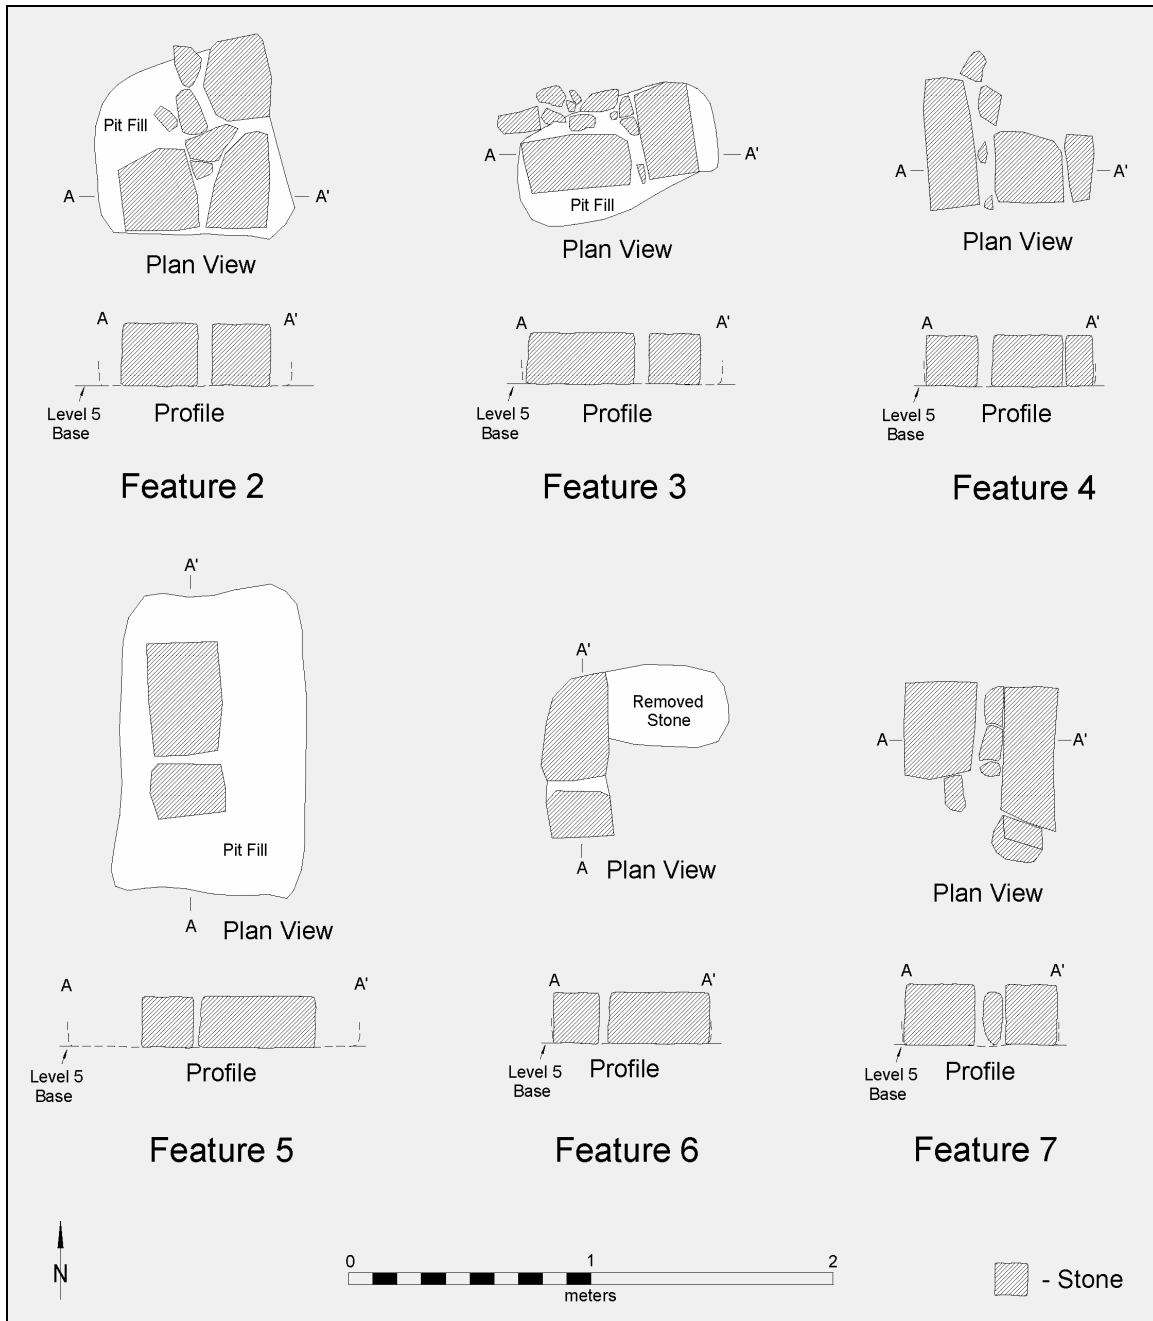 Pit Fill
A
A'
Plan View
A
A'
Level 5
Base
Profile
Feature 2
A
A'
Pit Fill
Plan View
A
A'
Level 5
Base
Profile
Feature 3
A
A'
Plan View
A
A'
Level 5
Base
Profile
Feature 4
A'
Pit Fill
A
Plan View
A
A'
Level 5
Base
Profile
Feature 5
A'
Removed
Stone
A
Plan View
A
A'
Level 5
Base
Profile
Feature 6
A
A'
Plan View
A
A'
Level 5
Base
Profile
Feature 7
N
0
1
2
meters
- Stone